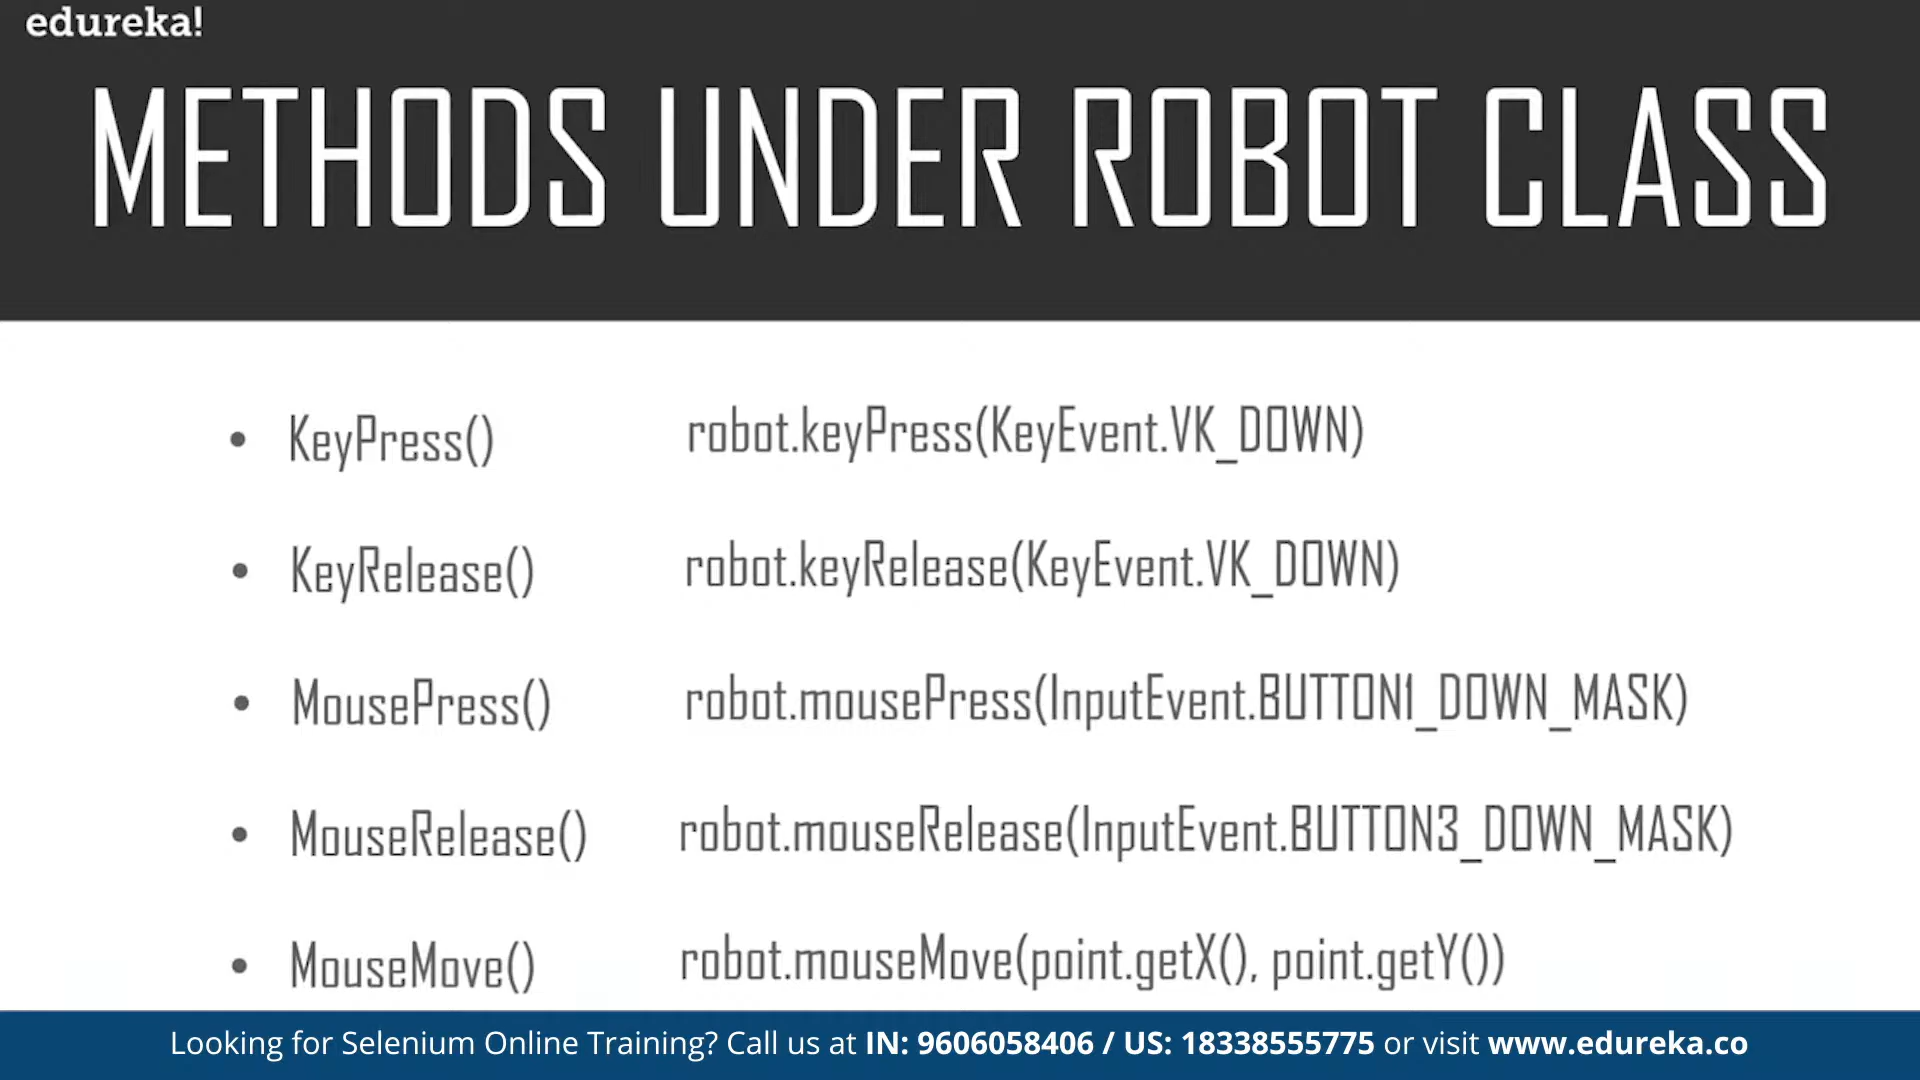 edureka!
METHODS UNDER ROBOT CLASS
• KeyPress() robot.keyPress(KeyEvent.VK_DOWN)
• KeyRelease() robot.keyRelease(KeyEvent.VK_DOWN)
• MousePress() robot.mousePress(InputEvent.BUTTON1_DOWN_MASK)
• MouseRelease() robot.mouseRelease(InputEvent.BUTTON3_DOWN_MASK)
• MouseMove() robot.mouseMove(point.getX(), point.getY())
Looking for Selenium Online Training? Call us at IN: 9606058406 / US: 18338555775 or visit www.edureka.co